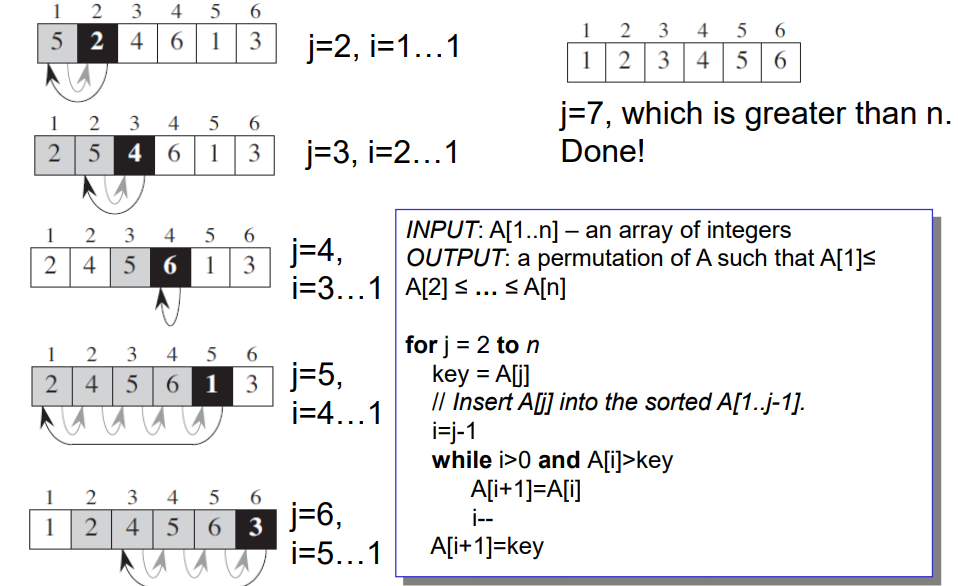 1 2 3 4 5 6
5 2 4 6 1 3
j=2, i=1…1
1 2 3 4 5 6
2 5 4 6 1 3
j=3, i=2…1
1 2 3 4 5 6
2 4 5 6 1 3
j=4,
i=3…1
1 2 3 4 5 6
2 4 5 6 1 3
j=5,
i=4…1
1 2 3 4 5 6
1 2 4 5 6 3
j=6,
i=5…1
1 2 3 4 5 6
1 2 3 4 5 6
j=7, which is greater than n.
Done!
INPUT: A[1..n] – an array of integers
OUTPUT: a permutation of A such that A[1]≤
A[2] ≤ … ≤ A[n]
for j = 2 to n
key = A[j]
// Insert A[j] into the sorted A[1..j-1].
i=j-1
while i>0 and A[i]>key
A[i+1]=A[i]
i--
A[i+1]=key